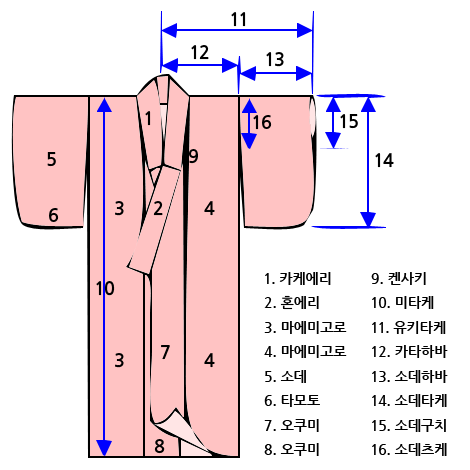 11
12
13
1
16
15
5
9
14
6
3
2
4
10
3
7
4
8
1. 카케에리
2. 혼에리
3. 마에미고로
4. 마에미고로
5. 소데
6. 타모토
7. 오쿠미
8. 오쿠미
9. 켄사키
10. 미타케
11. 유키타케
12. 카타하바
13. 소데하바
14. 소데타케
15. 소데구치
16. 소데츠케